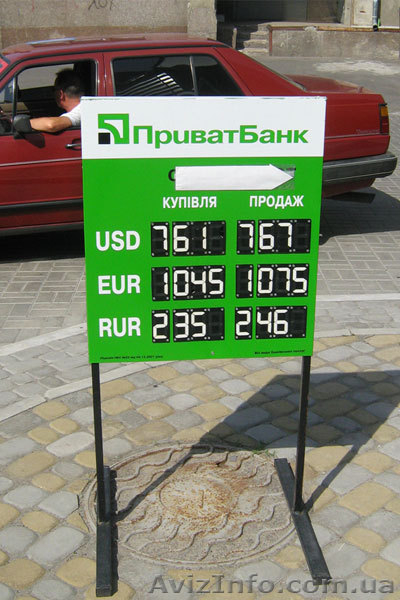 ПриватБанк
КУПІВЛЯ ПРОДАЖ
USD 761 767
EUR 1045 1075
RUR 235 246
AvizInfo.com.ua